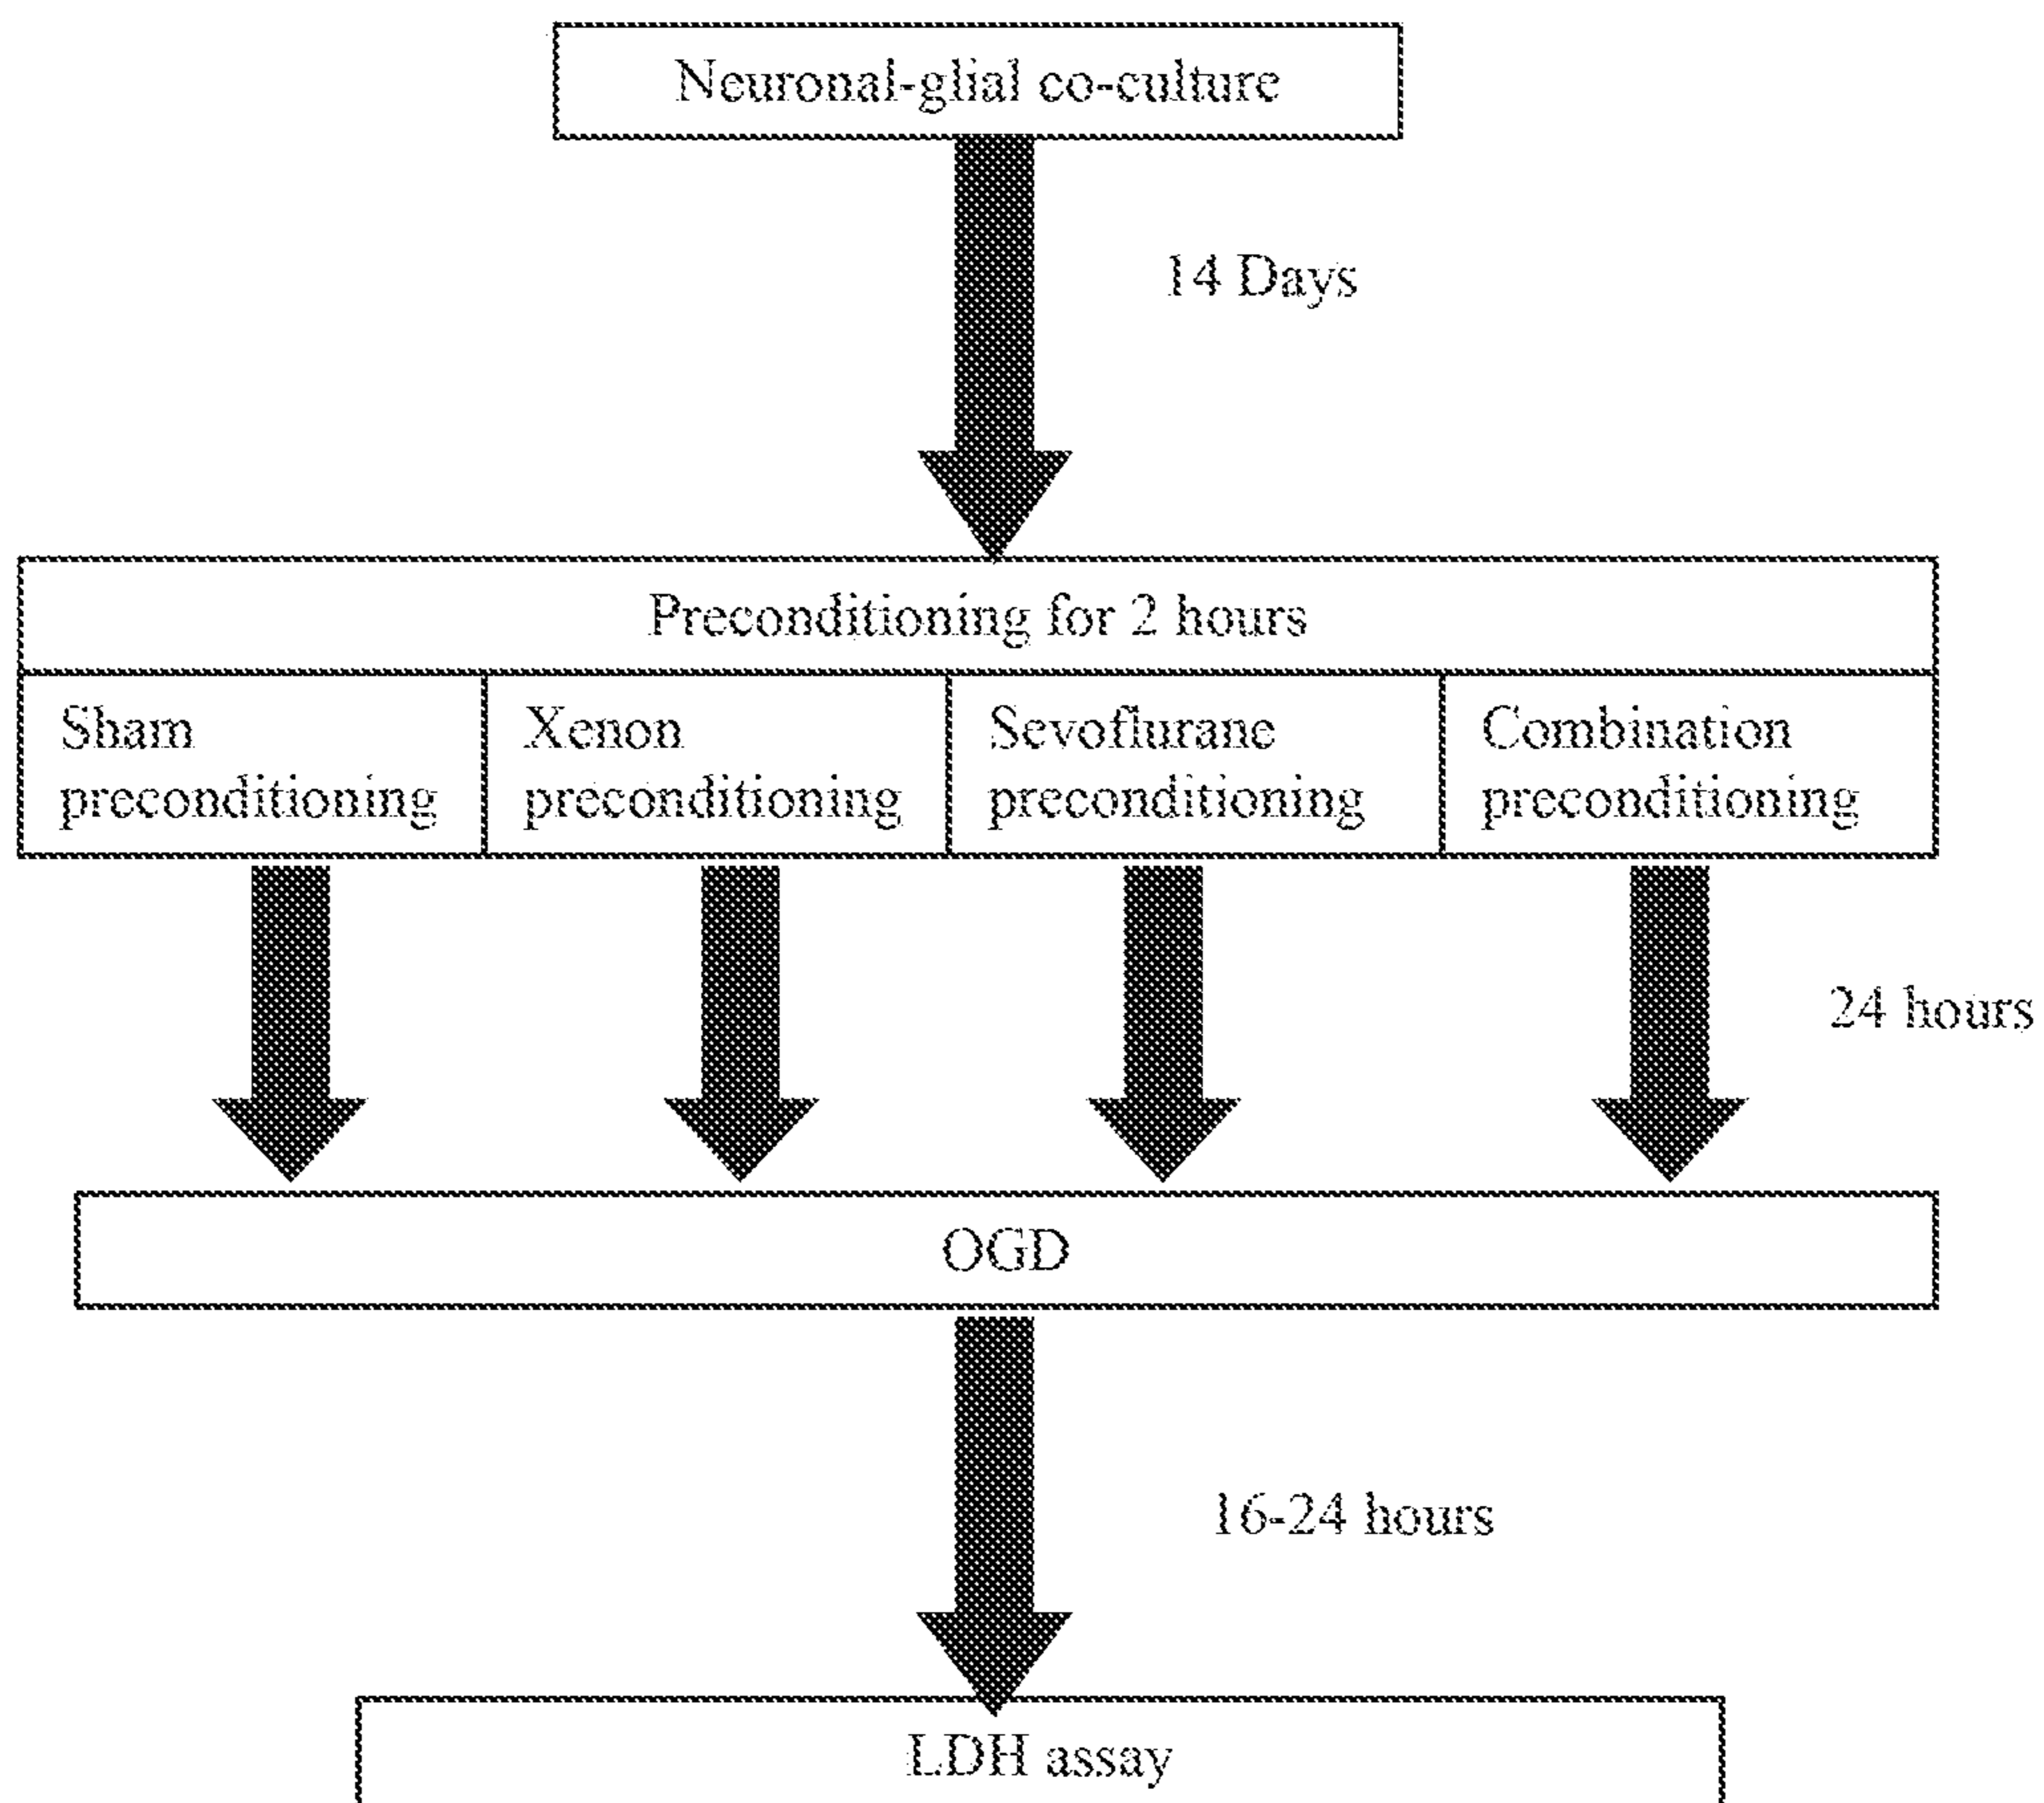 Neuronal-glial co-culture
14 Days
Preconditioning for 2 hours
Sham
preconditioning
Xenon
preconditioning
Sevoflurane
preconditioning
Combination
preconditioning
24 hours
OGD
16-24 hours
LDH assay